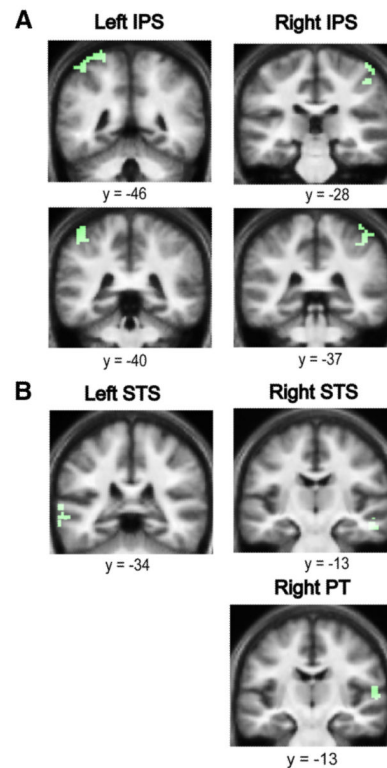 A
Left IPS Right IPS
y = -46 y = -28
y = -40 y = -37
B
Left STS Right STS
y = -34 y = -13
Right PT
y = -13